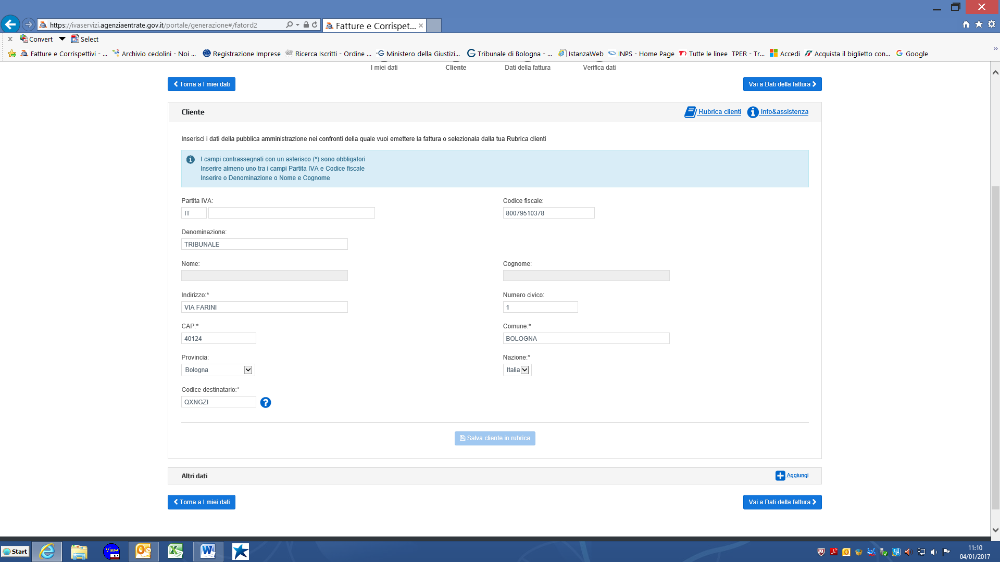 https://ivaservizi.agenziaentrate.gov.it/portale/generazione#/fatord2
Fatture e Corrispet...
x Convert Select
Fatture e Corrispettivi - ... Archivio cedolini - Noi ... Registrazione Imprese Ricerca Iscritti - Ordine ... Ministero della Giustizi... Tribunale di Bologna - ... IstanzaWeb INPS - Home Page Tutte le linee TPER - Tr... Accedi Acquista il biglietto con... Google
I miei dati Cliente Dati della fattura Verifica dati
Torna a I miei dati Vai a Dati della fattura
Cliente Rubrica clienti Info&assistenza
Inserisci i dati della pubblica amministrazione nei confronti della quale vuoi emettere la fattura o selezionala dalla tua Rubrica clienti
I campi contrassegnati con un asterisco (*) sono obbligatori
Inserire almeno uno tra i campi Partita IVA e Codice fiscale
Inserire o Denominazione o Nome e Cognome
Partita IVA: Codice fiscale:
IT 80079510378
Denominazione:
TRIBUNALE
Nome: Cognome:
Indirizzo:* Numero civico:
VIA FARINI 1
CAP:* Comune:*
40124 BOLOGNA
Provincia: Nazione:*
Bologna Italia
Codice destinatario:*
QXNGZI ?
Salva cliente in rubrica
Altri dati Aggiungi
Torna a I miei dati Vai a Dati della fattura
Start View N1
11:10
04/01/2017